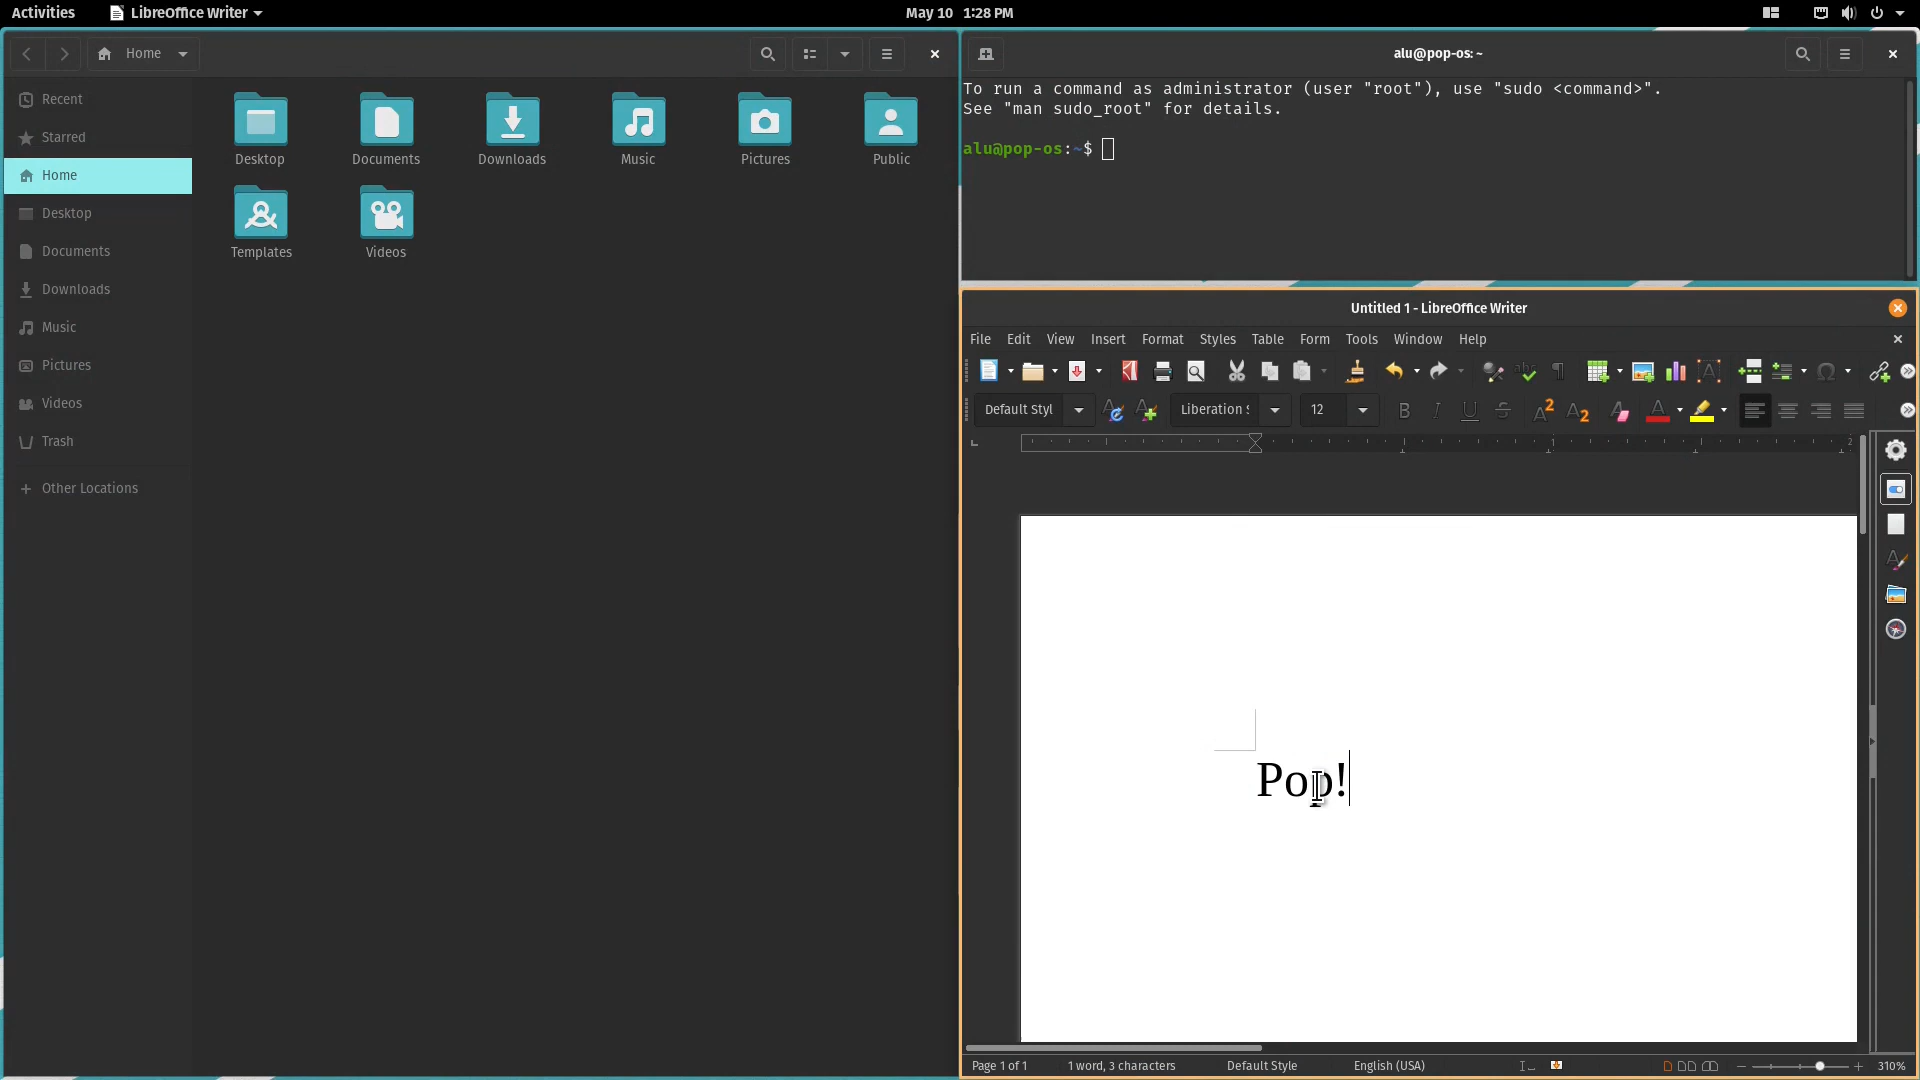 Activities
LibreOffice Writer
May 10 1:28 PM
Home
Recent
Starred
Home
Desktop
Documents
Downloads
Music
Pictures
Videos
Trash
Other Locations
Desktop
Documents
Downloads
Music
Pictures
Public
Templates
Videos
alu@pop-os: ~
To run a command as administrator (user "root"), use "sudo <command>".
See "man sudo_root" for details.
alu@pop-os:~$
Untitled 1 - LibreOffice Writer
File Edit View Insert Format Styles Table Form Tools Window Help
Default Styl
Liberation S
12
Pop!
Page 1 of 1
1 word, 3 characters
Default Style
English (USA)
310%